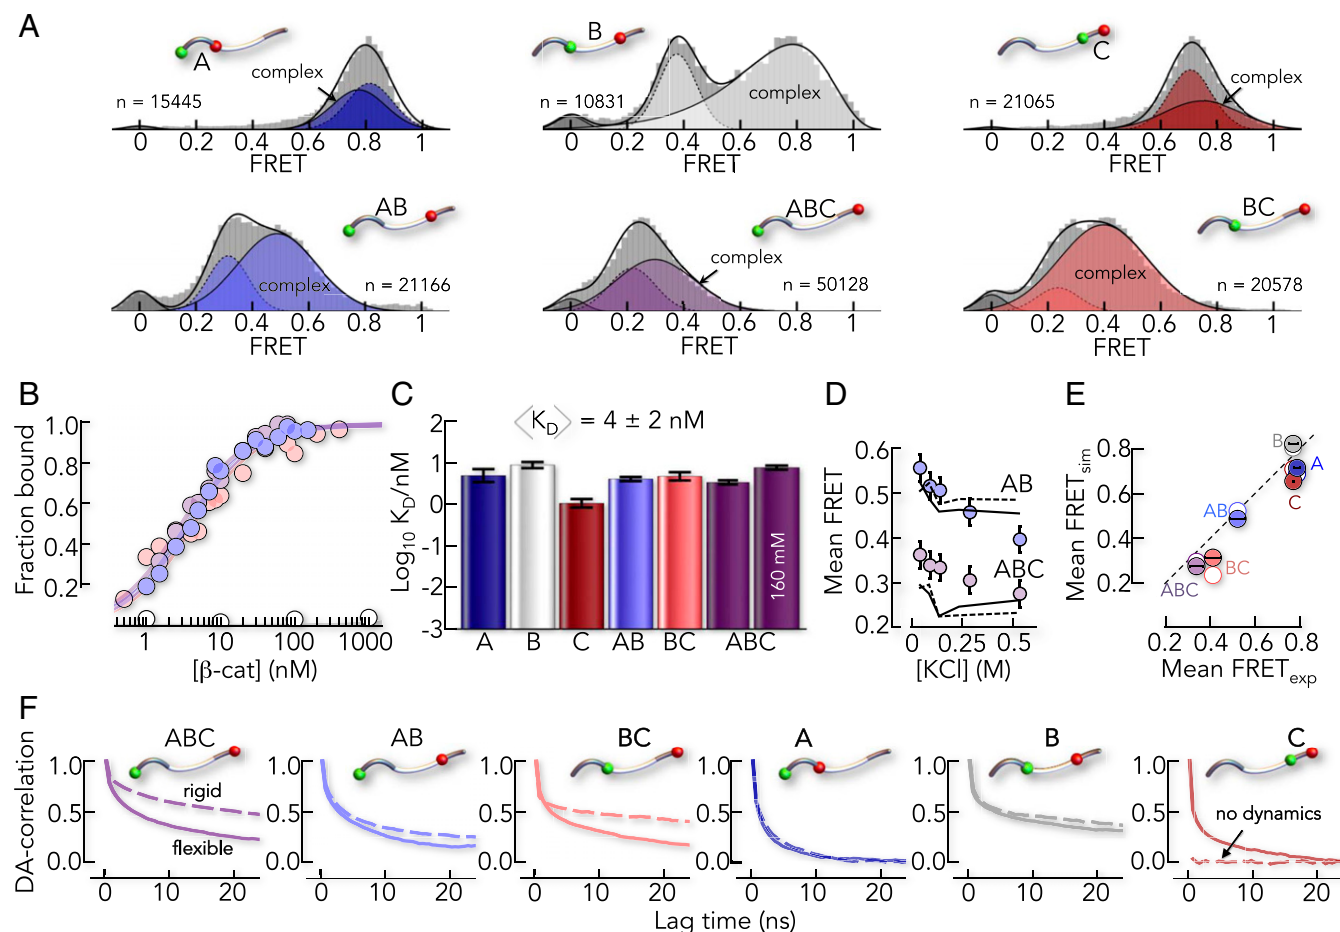 A
A
complex
n = 15445
0 0.2 0.4 0.6 0.8 1
FRET
B
n = 10831
complex
0 0.2 0.4 0.6 0.8 1
FRET
C
complex
n = 21065
0 0.2 0.4 0.6 0.8 1
FRET
AB
complex
n = 21166
0 0.2 0.4 0.6 0.8 1
FRET
ABC
complex
n = 50128
0 0.2 0.4 0.6 0.8 1
FRET
BC
complex
n = 20578
0 0.2 0.4 0.6 0.8 1
FRET
B
Fraction bound
1.0
0.8
0.6
0.4
0.2
1 10 100 1000
[β-cat] (nM)
C
⟨K_D⟩ = 4 ± 2 nM
Log₁₀ K_D/nM
2
1
0
-1
-2
-3
160 mM
A B C AB BC ABC
D
Mean FRET
0.6
0.5
0.4
0.3
0.2
AB
ABC
0 0.25 0.5
[KCl] (M)
E
Mean FRET_sim
0.8
0.6
0.4
0.2
B
A
C
AB
BC
ABC
0.2 0.4 0.6 0.8
Mean FRET_exp
F
DA-correlation
ABC
1.0
0.5
0.0
rigid
flexible
0 10 20
AB
1.0
0.5
0.0
0 10 20
BC
1.0
0.5
0.0
0 10 20
A
1.0
0.5
0.0
0 10 20
B
1.0
0.5
0.0
0 10 20
C
1.0
0.5
0.0
no dynamics
0 10 20
Lag time (ns)